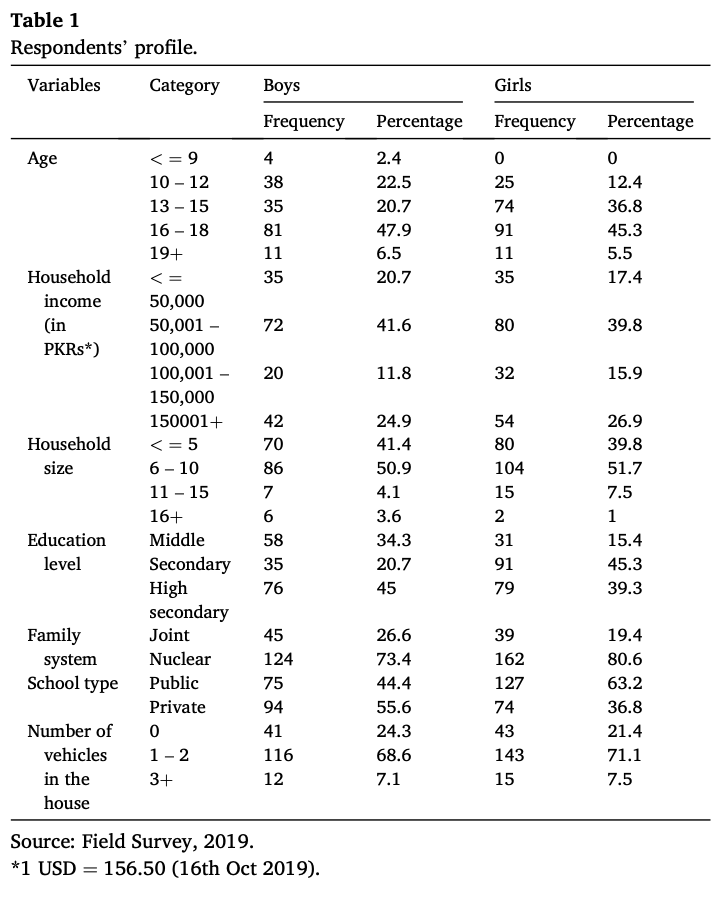 Table 1
Respondents' profile.
Variables Category Boys Girls
Frequency Percentage Frequency Percentage
Age < = 9 4 2.4 0 0
10 – 12 38 22.5 25 12.4
13 – 15 35 20.7 74 36.8
16 – 18 81 47.9 91 45.3
19+ 11 6.5 11 5.5
Household < = 35 20.7 35 17.4
income 50,000
(in 50,001 – 72 41.6 80 39.8
PKRs*) 100,000
100,001 – 20 11.8 32 15.9
150,000
150001+ 42 24.9 54 26.9
Household < = 5 70 41.4 80 39.8
size 6 – 10 86 50.9 104 51.7
11 – 15 7 4.1 15 7.5
16+ 6 3.6 2 1
Education Middle 58 34.3 31 15.4
level Secondary 35 20.7 91 45.3
High 76 45 79 39.3
secondary
Family Joint 45 26.6 39 19.4
system Nuclear 124 73.4 162 80.6
School type Public 75 44.4 127 63.2
Private 94 55.6 74 36.8
Number of 0 41 24.3 43 21.4
vehicles 1 – 2 116 68.6 143 71.1
in the 3+ 12 7.1 15 7.5
house
Source: Field Survey, 2019.
*1 USD = 156.50 (16th Oct 2019).